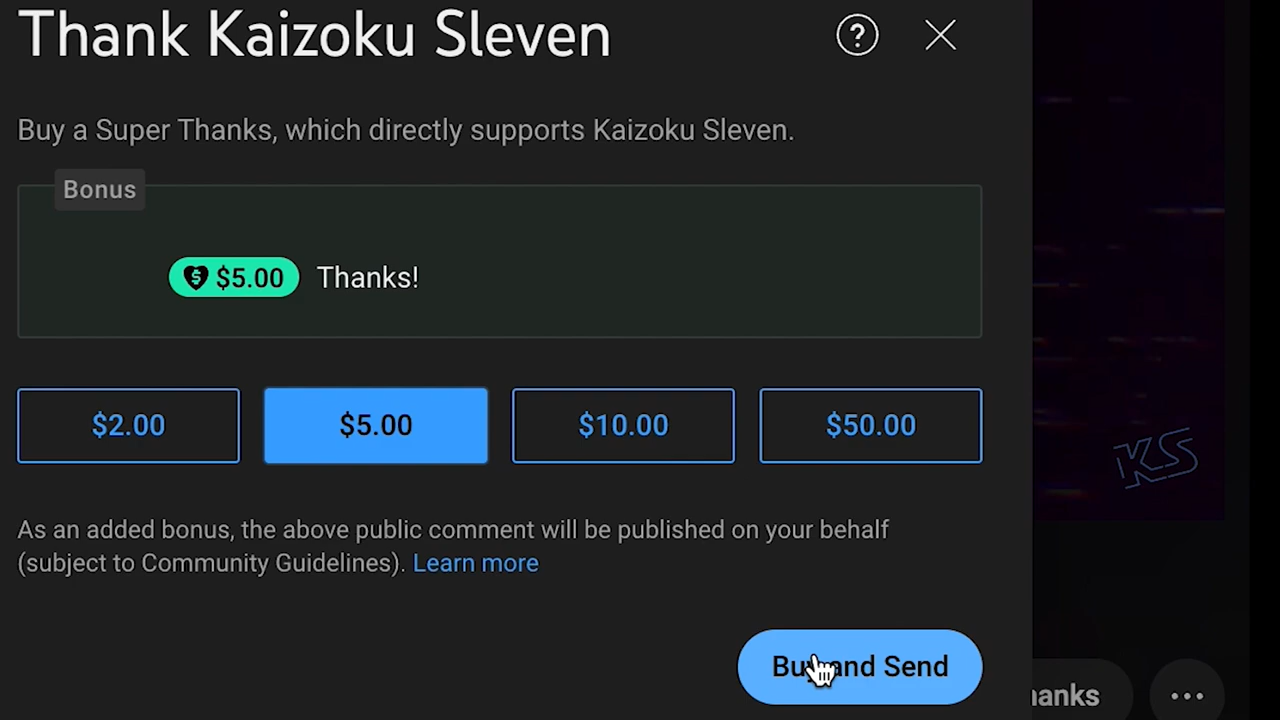 Thank Kaizoku Sleven
?
Buy a Super Thanks, which directly supports Kaizoku Sleven.
Bonus
$5.00 Thanks!
$2.00 $5.00 $10.00 $50.00
KS
As an added bonus, the above public comment will be published on your behalf
(subject to Community Guidelines). Learn more
Buy and Send
hanks